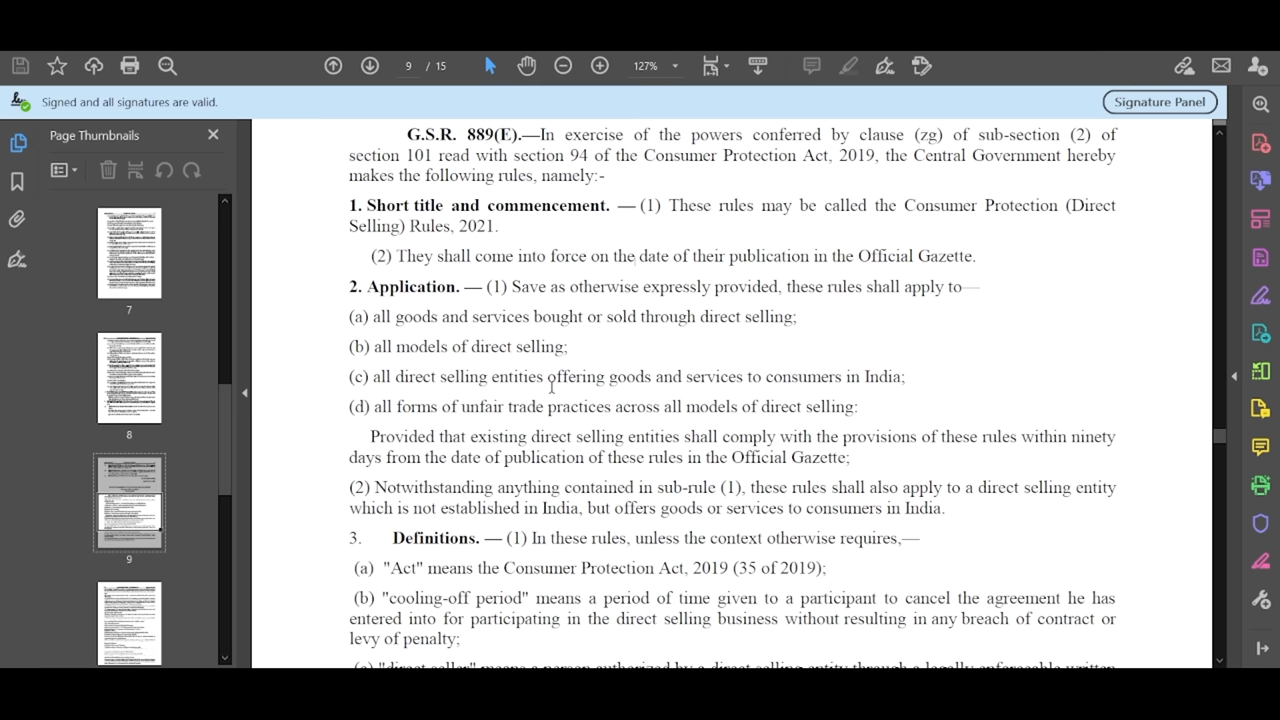 9 / 15
127%
Signed and all signatures are valid.
Signature Panel
Page Thumbnails
7
8
9
G.S.R. 889(E).—In exercise of the powers conferred by clause (zg) of sub-section (2) of
section 101 read with section 94 of the Consumer Protection Act, 2019, the Central Government hereby
makes the following rules, namely:-
1. Short title and commencement. — (1) These rules may be called the Consumer Protection (Direct
Selling) Rules, 2021.
(2) They shall come into force on the date of their publication in the Official Gazette.
2. Application. — (1) Save as otherwise expressly provided, these rules shall apply to—
(a) all goods and services bought or sold through direct selling;
(b) all models of direct selling;
(c) all direct selling entities offering goods and services to consumers in India;
(d) all forms of unfair trade practices across all models of direct selling:
Provided that existing direct selling entities shall comply with the provisions of these rules within ninety
days from the date of publication of these rules in the Official Gazette;
(2) Notwithstanding anything contained in sub-rule (1), these rules shall also apply to a direct selling entity
which is not established in India, but offers goods or services to consumers in India.
3. Definitions. — (1) In these rules, unless the context otherwise requires,—
(a) "Act" means the Consumer Protection Act, 2019 (35 of 2019);
(b) "cooling-off period" means a period of time given to a participant to cancel the agreement he has
entered into for participating in the direct selling business without resulting in any breach of contract or
levy of penalty;